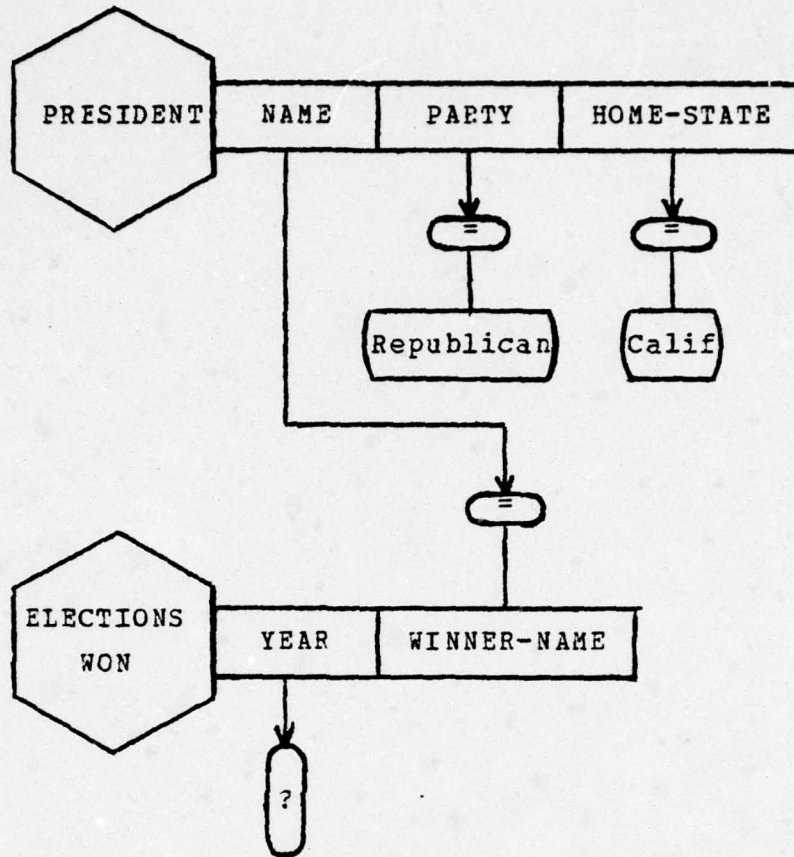 PRESIDENT NAME PARTY HOME-STATE
= =
Republican Calif
=
ELECTIONS
WON
YEAR WINNER-NAME
?